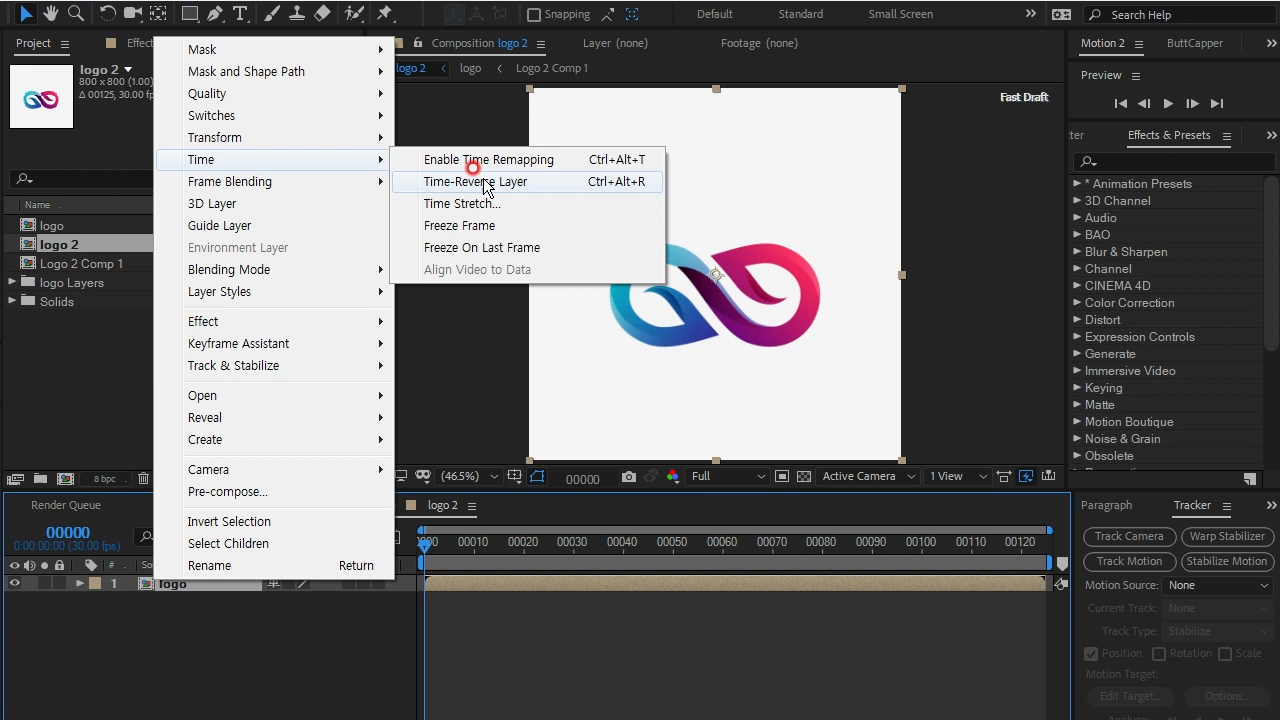 Snapping
Default
Standard
Small Screen
Search Help
Project
Effect
Composition logo 2
Layer (none)
Footage (none)
Motion 2
ButtCapper
logo 2
800 x 800 (1.00)
Δ 00125, 30.00 fp
logo 2
logo
Logo 2 Comp 1
Fast Draft
Preview
ter
Effects & Presets
Name
logo
logo 2
Logo 2 Comp 1
logo Layers
Solids
Mask
Mask and Shape Path
Quality
Switches
Transform
Time
Frame Blending
3D Layer
Guide Layer
Environment Layer
Blending Mode
Layer Styles
Effect
Keyframe Assistant
Track & Stabilize
Open
Reveal
Create
Camera
Pre-compose...
Invert Selection
Select Children
Rename Return
Enable Time Remapping Ctrl+Alt+T
Time-Reverse Layer Ctrl+Alt+R
Time Stretch...
Freeze Frame
Freeze On Last Frame
Align Video to Data
* Animation Presets
3D Channel
Audio
BAO
Blur & Sharpen
Channel
CINEMA 4D
Color Correction
Distort
Expression Controls
Generate
Immersive Video
Keying
Matte
Motion Boutique
Noise & Grain
Obsolete
8 bpc
(46.5%)
00000
Full
Active Camera
1 View
Render Queue
logo 2
00000
0:00:00:00 (30.00 fps)
00010 00020 00030 00040 00050 00060 00070 00080 00090 00100 00110 00120
# So
1 logo
Paragraph
Tracker
Track Camera
Warp Stabilizer
Track Motion
Stabilize Motion
Motion Source: None
Current Track: None
Track Type: Stabilize
Position Rotation Scale
Motion Target:
Edit Target...
Options...